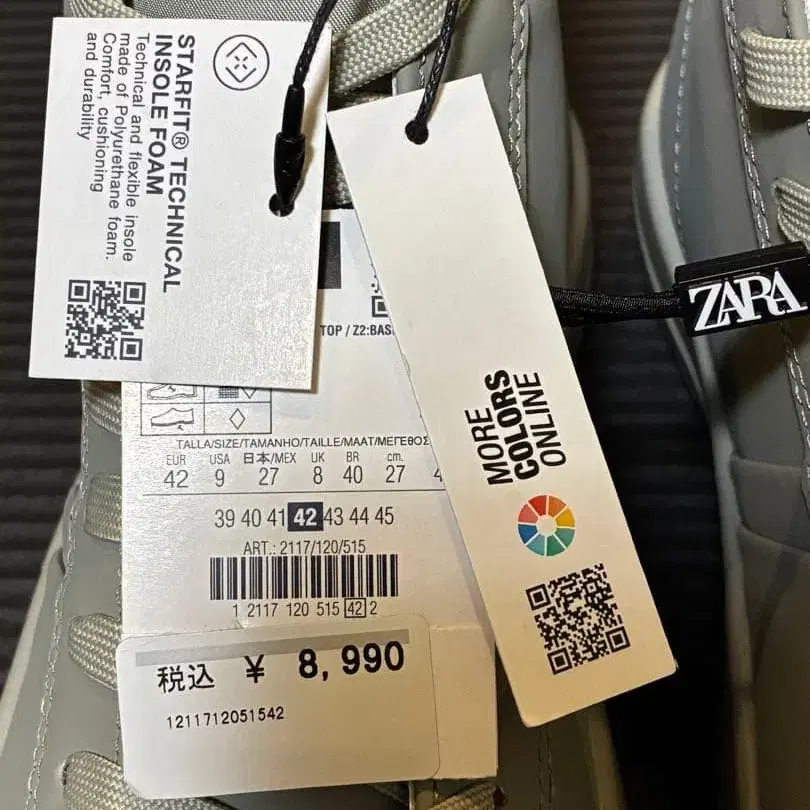 STARFIT® TECHNICAL
INSOLE FOAM
Technical and flexible insole
made of Polyurethane foam.
Comfort, cushioning
and durability
TOP / Z2:BAS
TALLA/SIZE/TAMANHO/TAILLE/MAAT/ΜΕΓΕΘΟΣ
EUR USA 日本/MEX UK BR cm.
42 9 27 8 40 27 4
39 40 41 42 43 44 45
ART.: 2117/120/515
1 2117 120 515 42 2
税込 ¥ 8,990
1211712051542
MORE
COLORS
ONLINE
ZARA